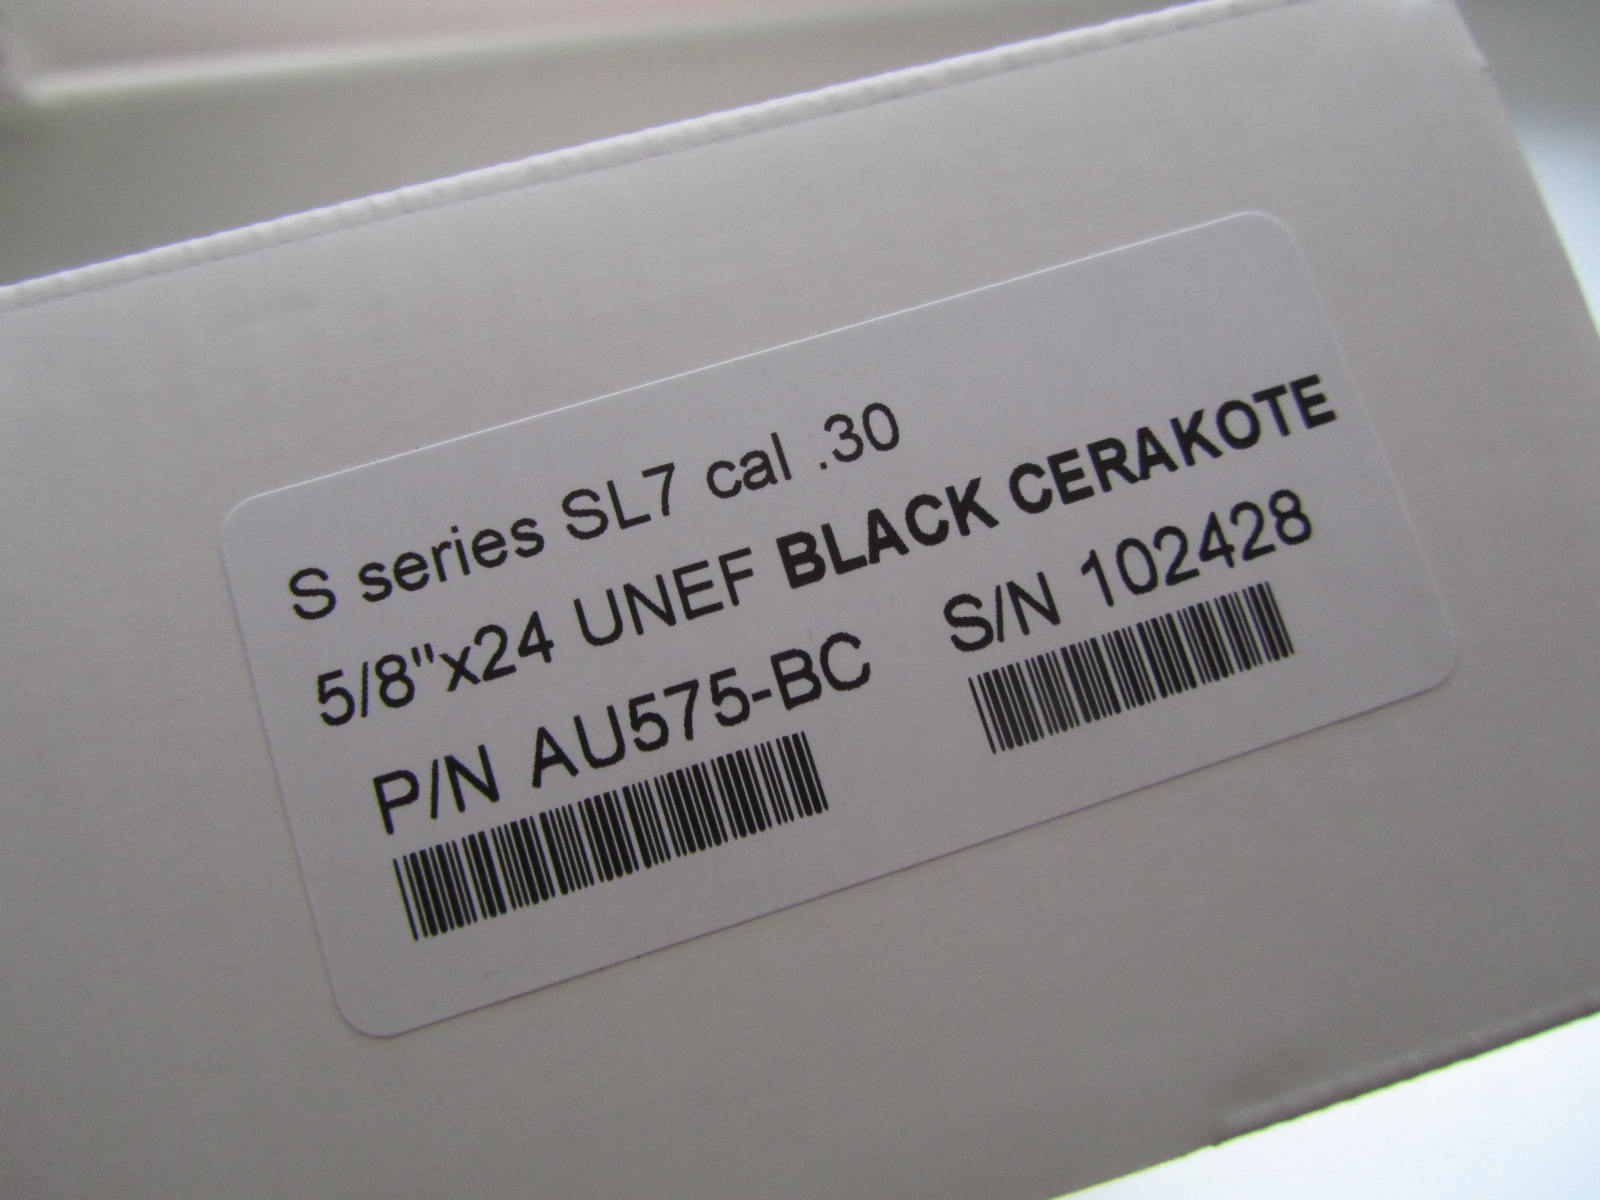 S series SL7 cal .30
5/8"x24 UNEF BLACK CERAKOTE
P/N AU575-BC S/N 102428